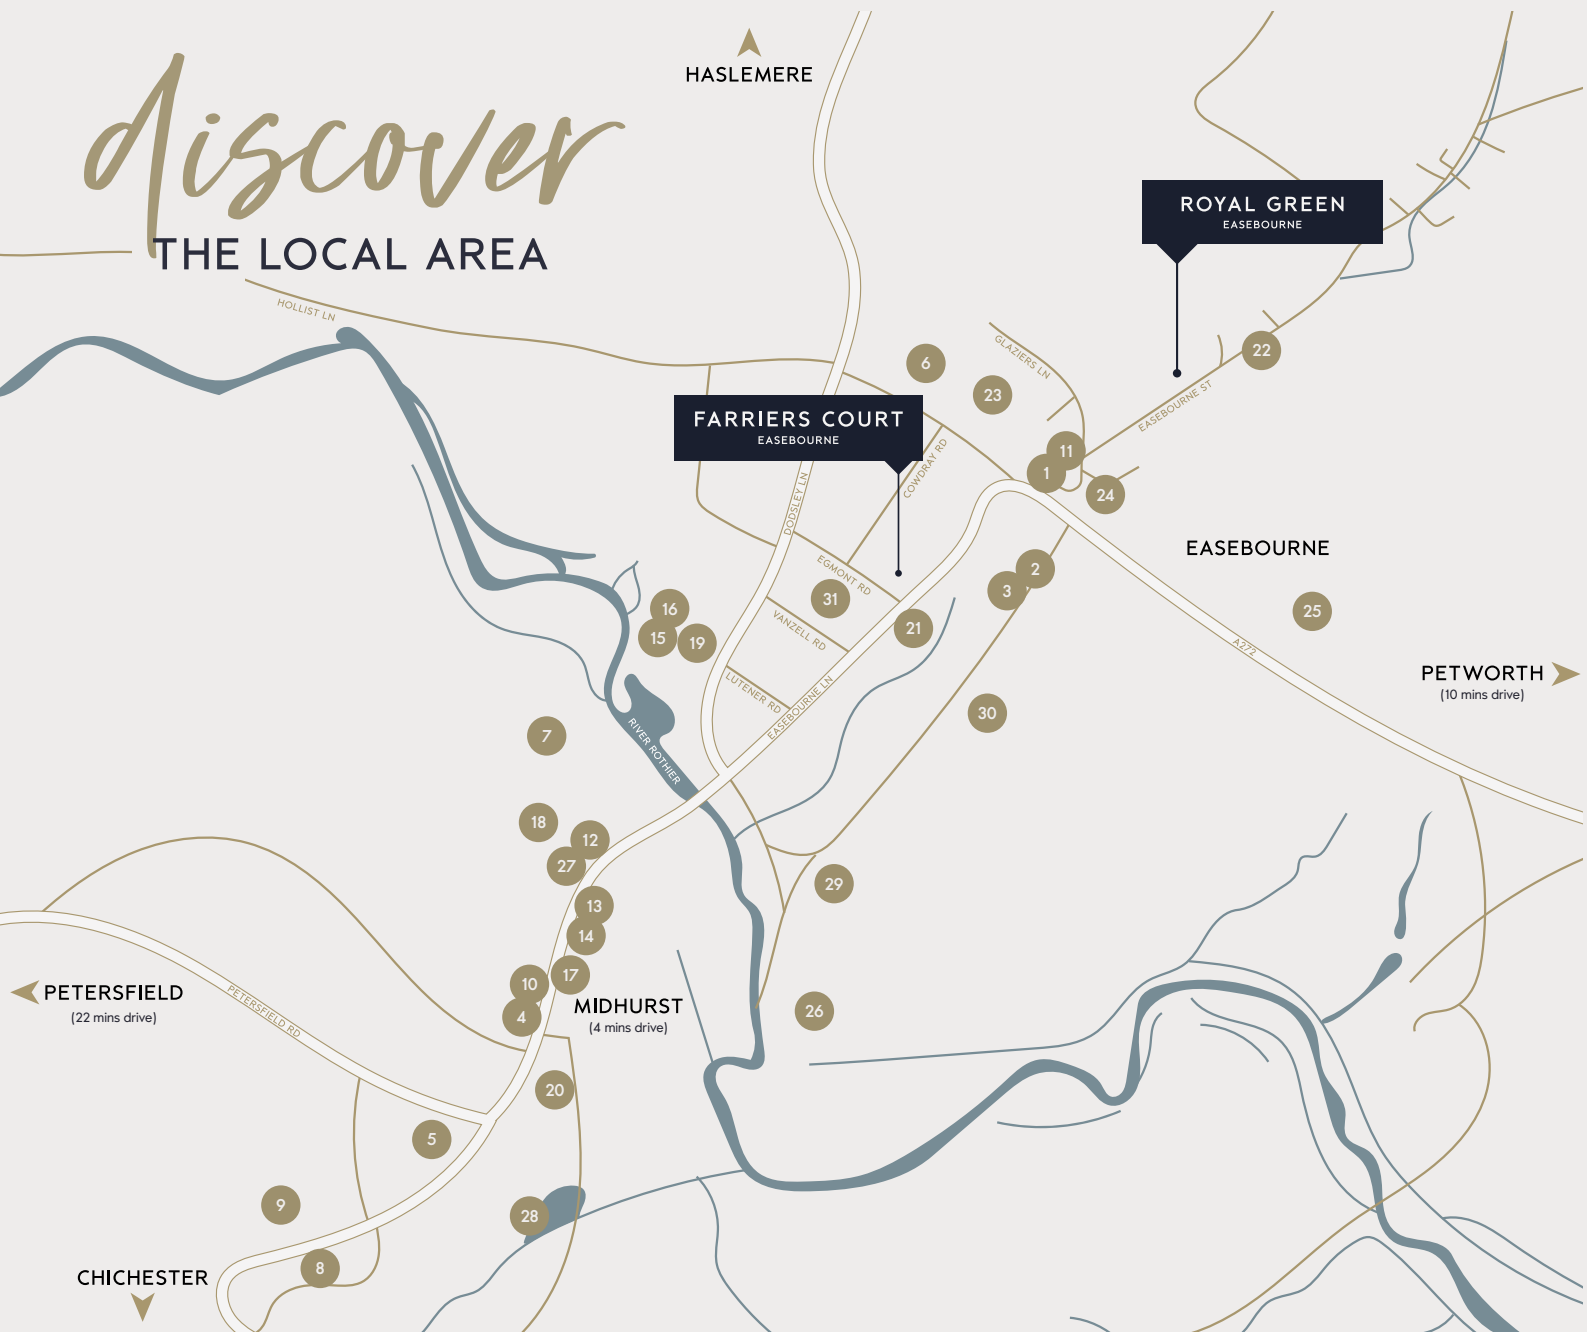 discover
THE LOCAL AREA
HASLEMERE
ROYAL GREEN
EASEBOURNE
HOLLIST LN
GLAZIERS LN
6
22
23
EASEBOURNE ST
FARRIERS COURT
EASEBOURNE
COWDRAY RD
11
1
24
DODSLEY LN
EASEBOURNE
EGMONT RD
2
3
31
16
15
19
VANZELL RD
21
25
A272
PETWORTH
(10 mins drive)
LUTENER RD
EASEBOURNE LN
30
RIVER ROTHIER
7
18
12
27
29
13
14
10
17
4
MIDHURST
(4 mins drive)
26
PETERSFIELD
(22 mins drive)
PETERSFIELD RD
20
5
9
28
8
CHICHESTER